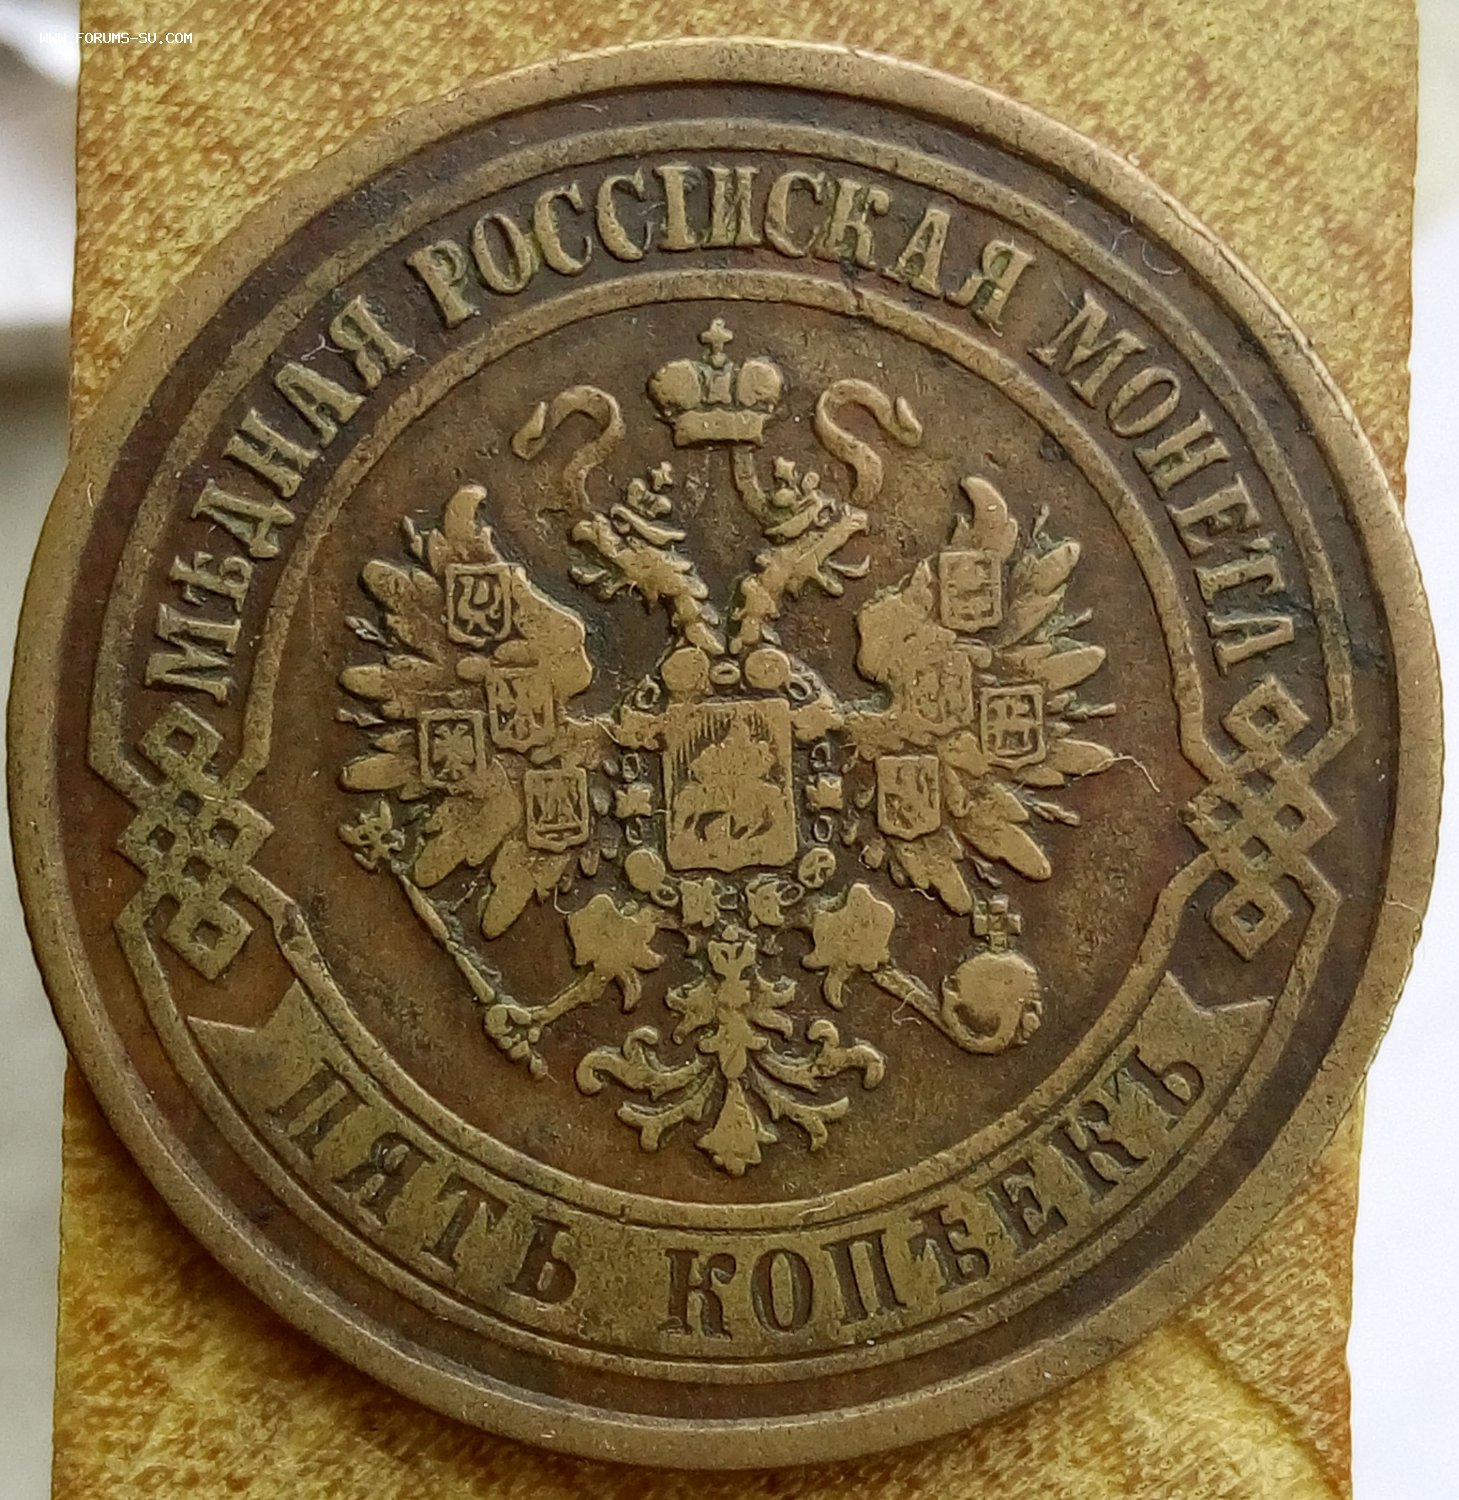 WWW.FORUMS-SU.COM
МѢДНАЯ РОССІЙСКАЯ МОНЕТА
ПЯТЬ КОПѢЕКЪ